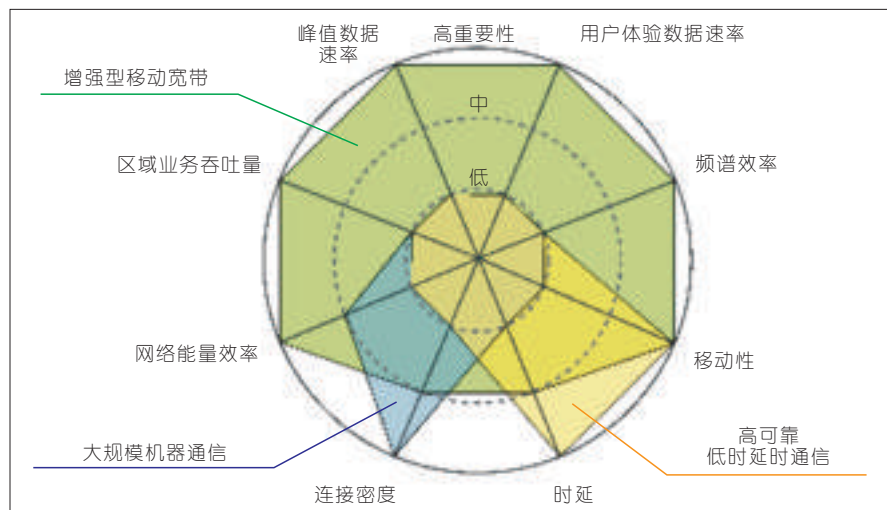 峰值数据
速率
高重要性
用户体验数据速率
增强型移动宽带
中
区域业务吞吐量
低
频谱效率
网络能量效率
移动性
大规模机器通信
高可靠
低时延时通信
连接密度
时延